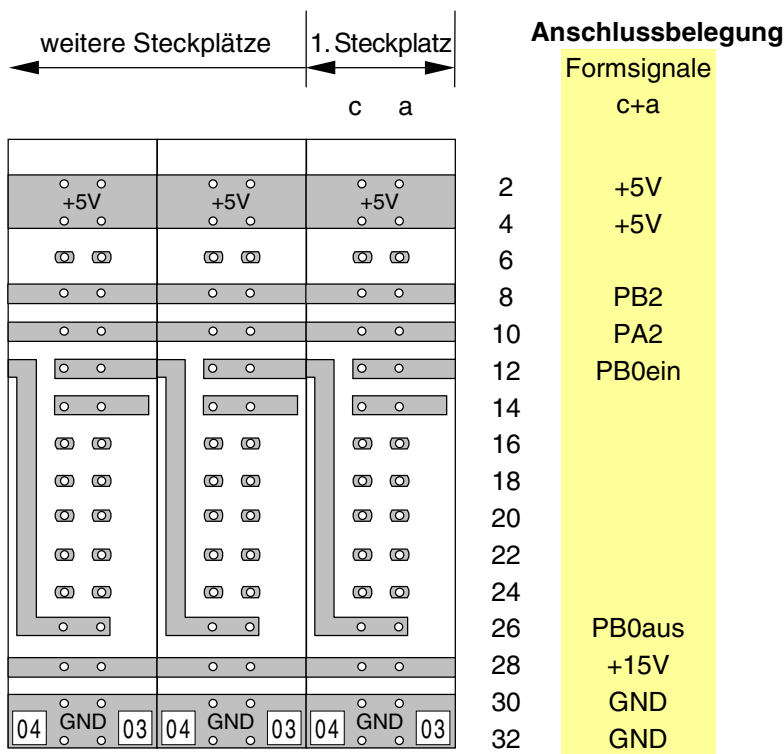 weitere Steckplätze 1. Steckplatz Anschlussbelegung
Formsignale
c a c+a
+5V +5V +5V 2 +5V
4 +5V
6
8 PB2
10 PA2
12 PB0ein
14
16
18
20
22
24
26 PB0aus
28 +15V
30 GND
04 GND 03 04 GND 03 04 GND 03
32 GND